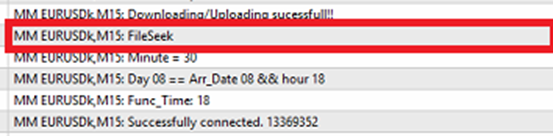 MM EURUSDk,M15: Downloading/Uploading sucessfull!!
MM EURUSDk,M15: FileSeek
MM EURUSDk,M15: Minute = 30
MM EURUSDk,M15: Day 08 == Arr_Date 08 && hour 18
MM EURUSDk,M15: Func_Time: 18
MM EURUSDk,M15: Successfully connected. 13369352